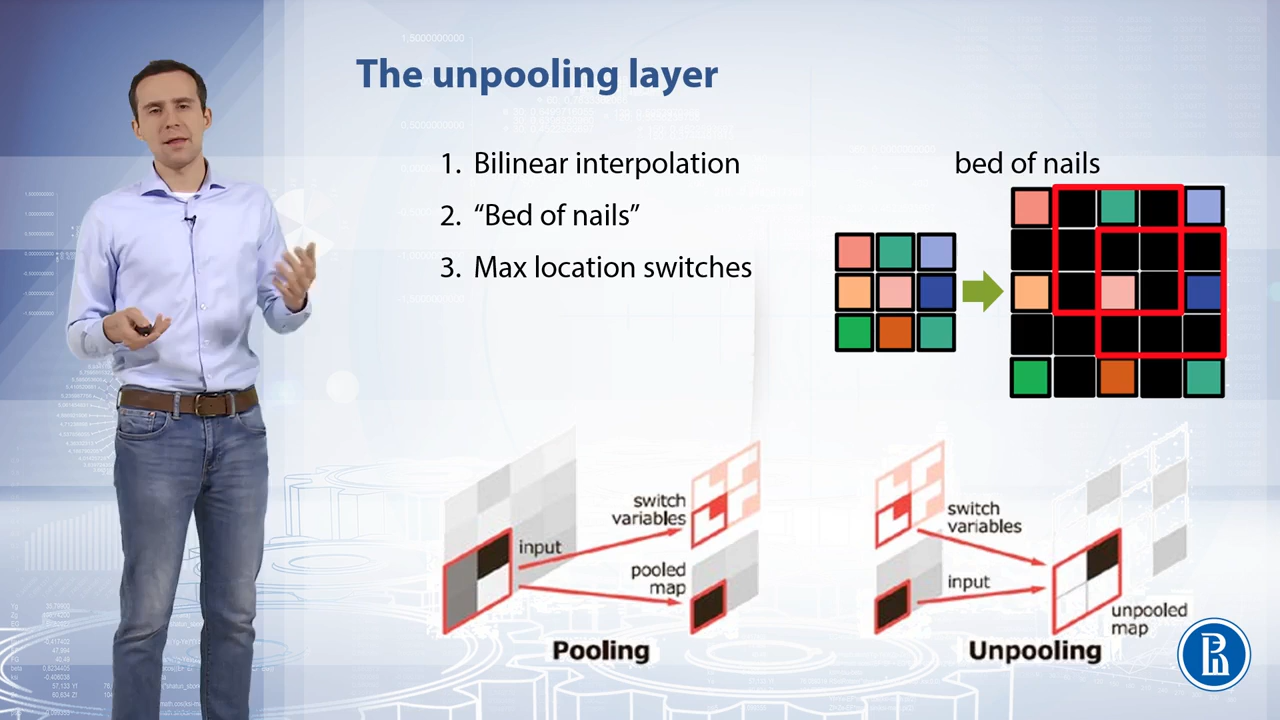 The unpooling layer
1. Bilinear interpolation
2. “Bed of nails”
3. Max location switches
bed of nails
switch
variables
input
pooled
map
Pooling
switch
variables
input
unpooled
map
Unpooling